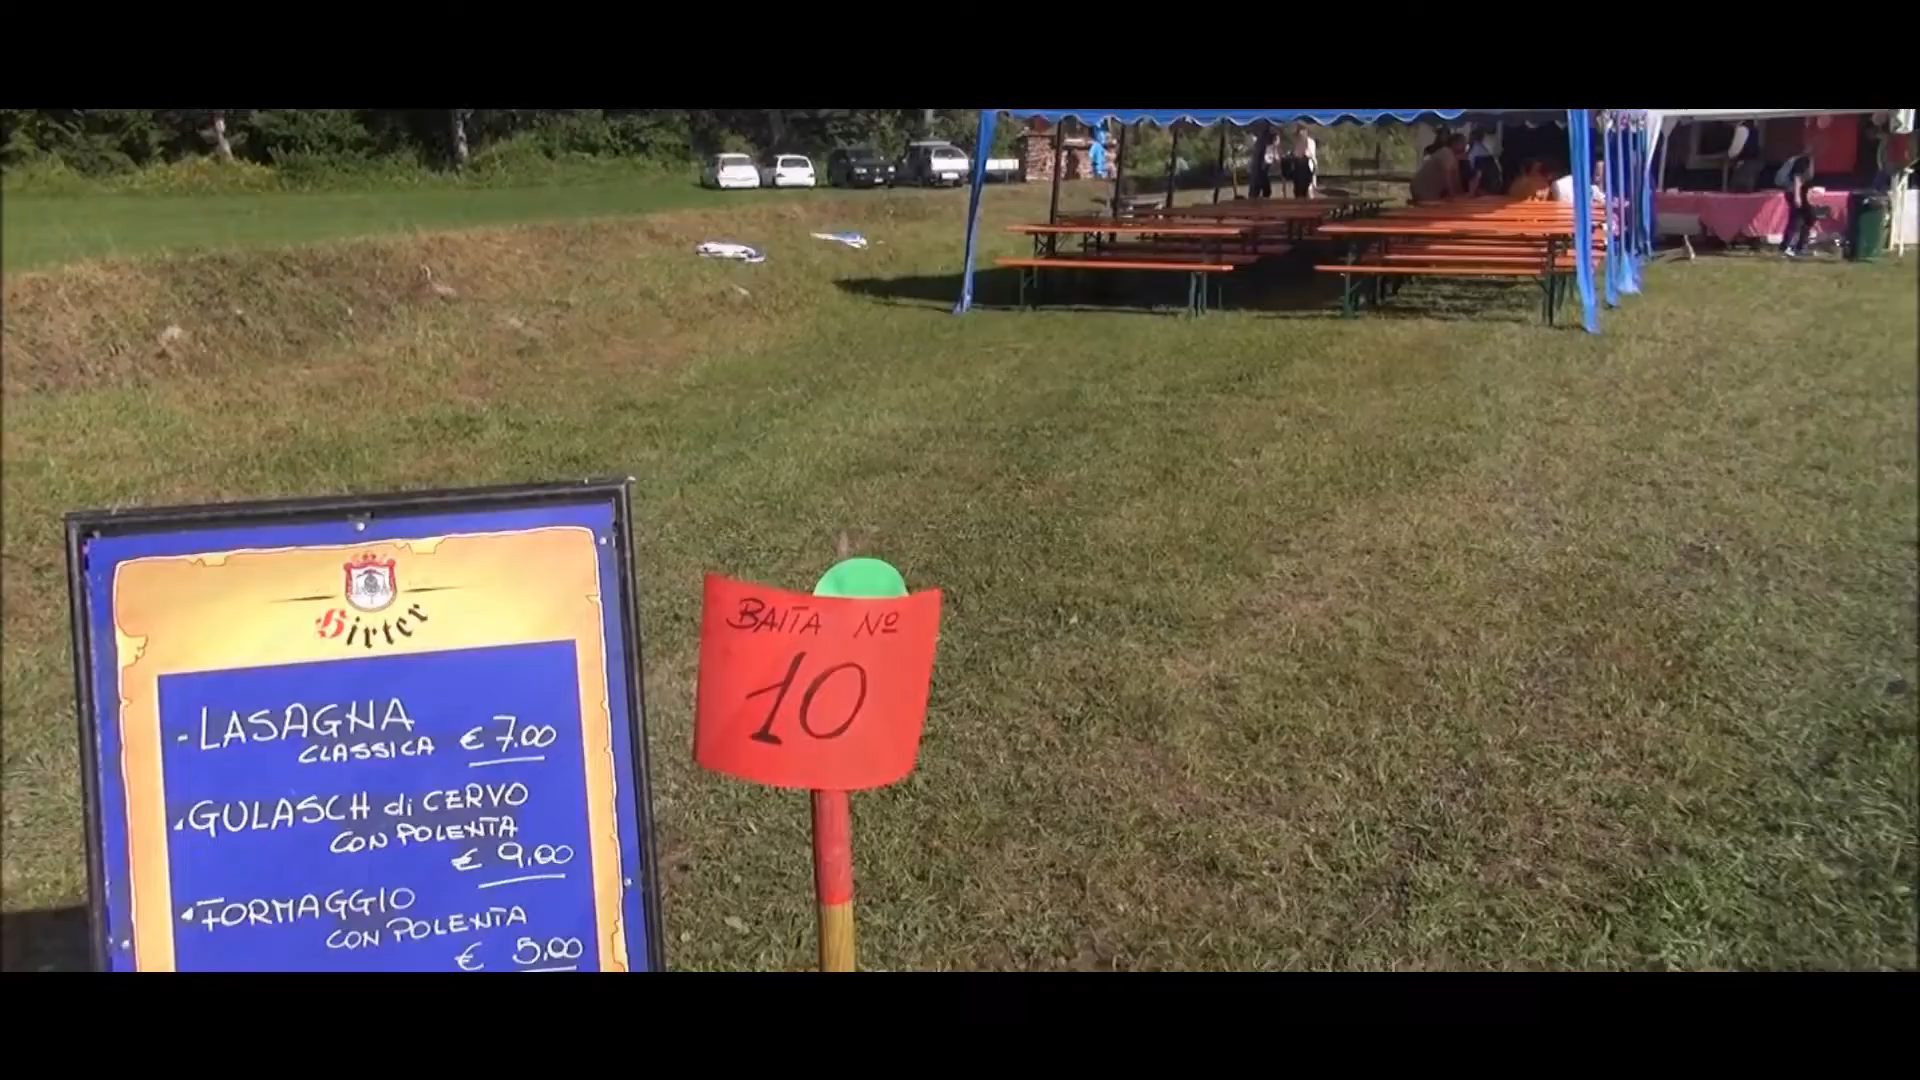 Hirter
- LASAGNA
CLASSICA € 7.00
. GULASCH di CERVO
CON POLENTA
€ 9.00
. FORMAGGIO
CON POLENTA
€ 5,00
BAITA Nº
10